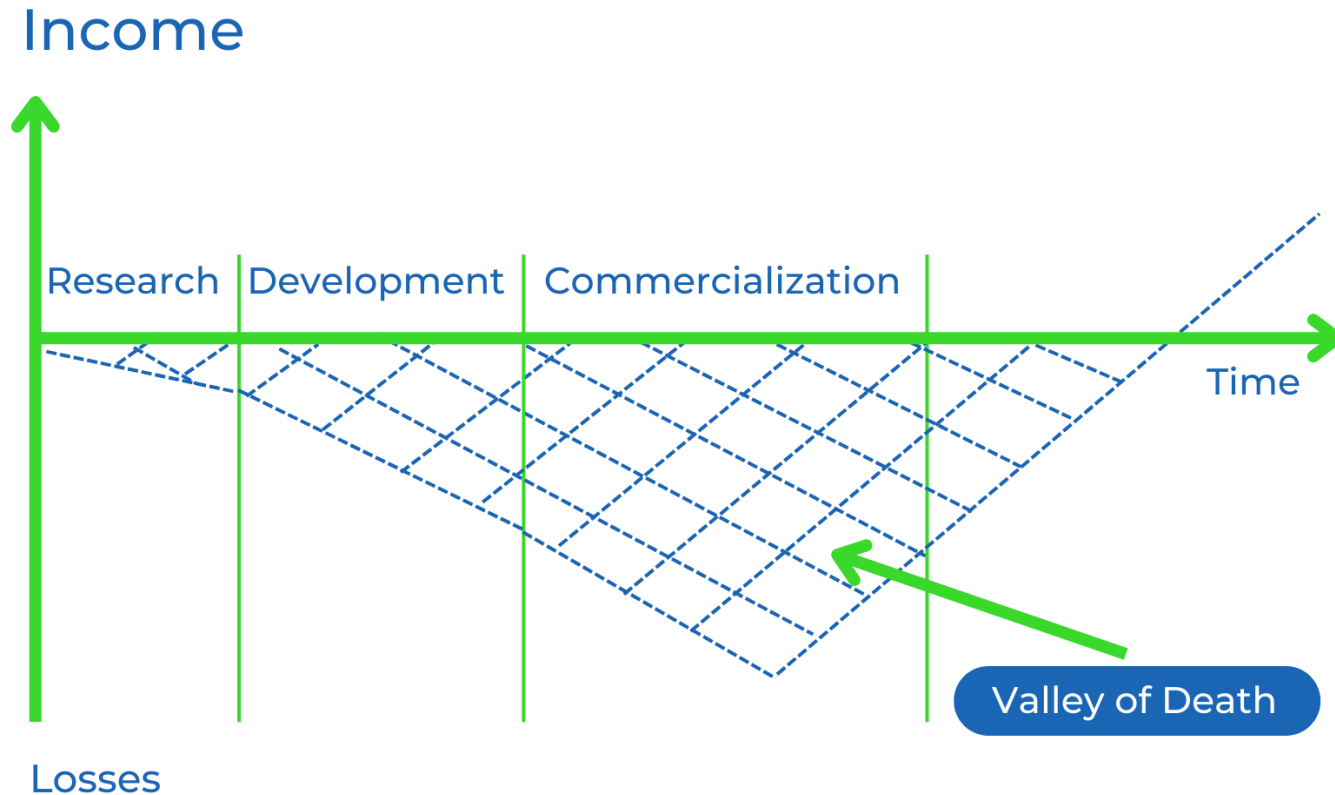 Income
Research
Development
Commercialization
Time
Valley of Death
Losses